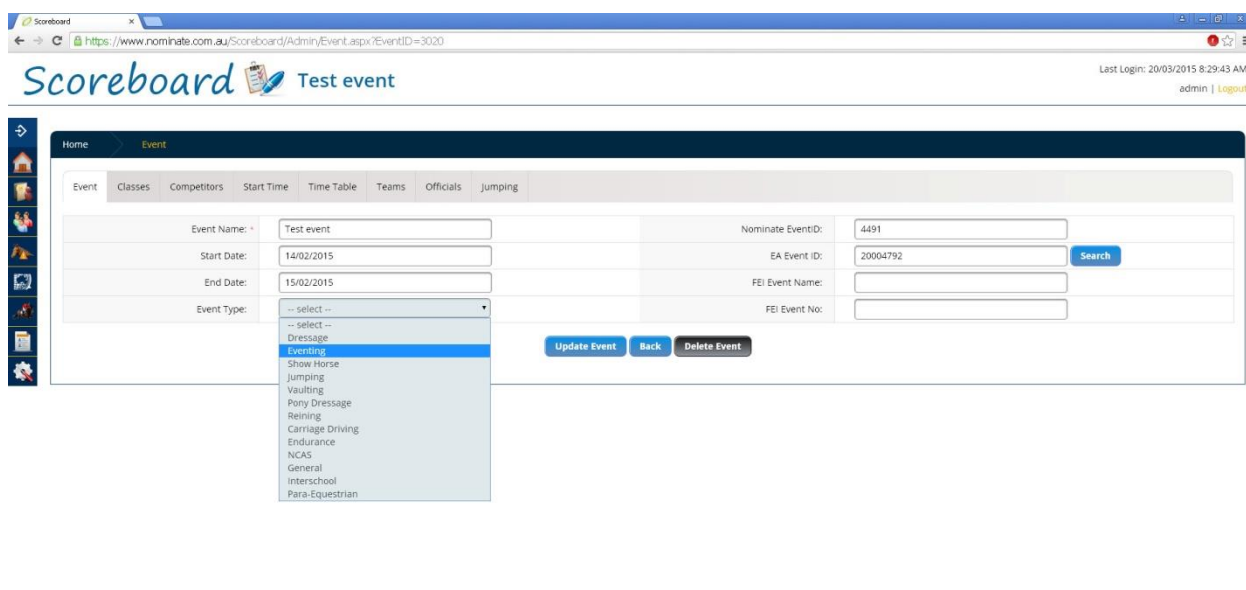 Scoreboard
https://www.nominate.com.au/Scoreboard/Admin/Event.aspx?EventID=3020
Scoreboard Test event
Last Login: 20/03/2015 8:29:43 AM
admin | Logout
Home Event
Event Classes Competitors Start Time Time Table Teams Officials Jumping
Event Name: * Test event Nominate EventID: 4491
Start Date: 14/02/2015 EA Event ID: 20004792 Search
End Date: 15/02/2015 FEI Event Name:
Event Type: -- select -- FEI Event No:
-- select --
Dressage
Eventing
Show Horse
Jumping
Vaulting
Pony Dressage
Reining
Carriage Driving
Endurance
NCAS
General
Interschool
Para-Equestrian
Update Event Back Delete Event